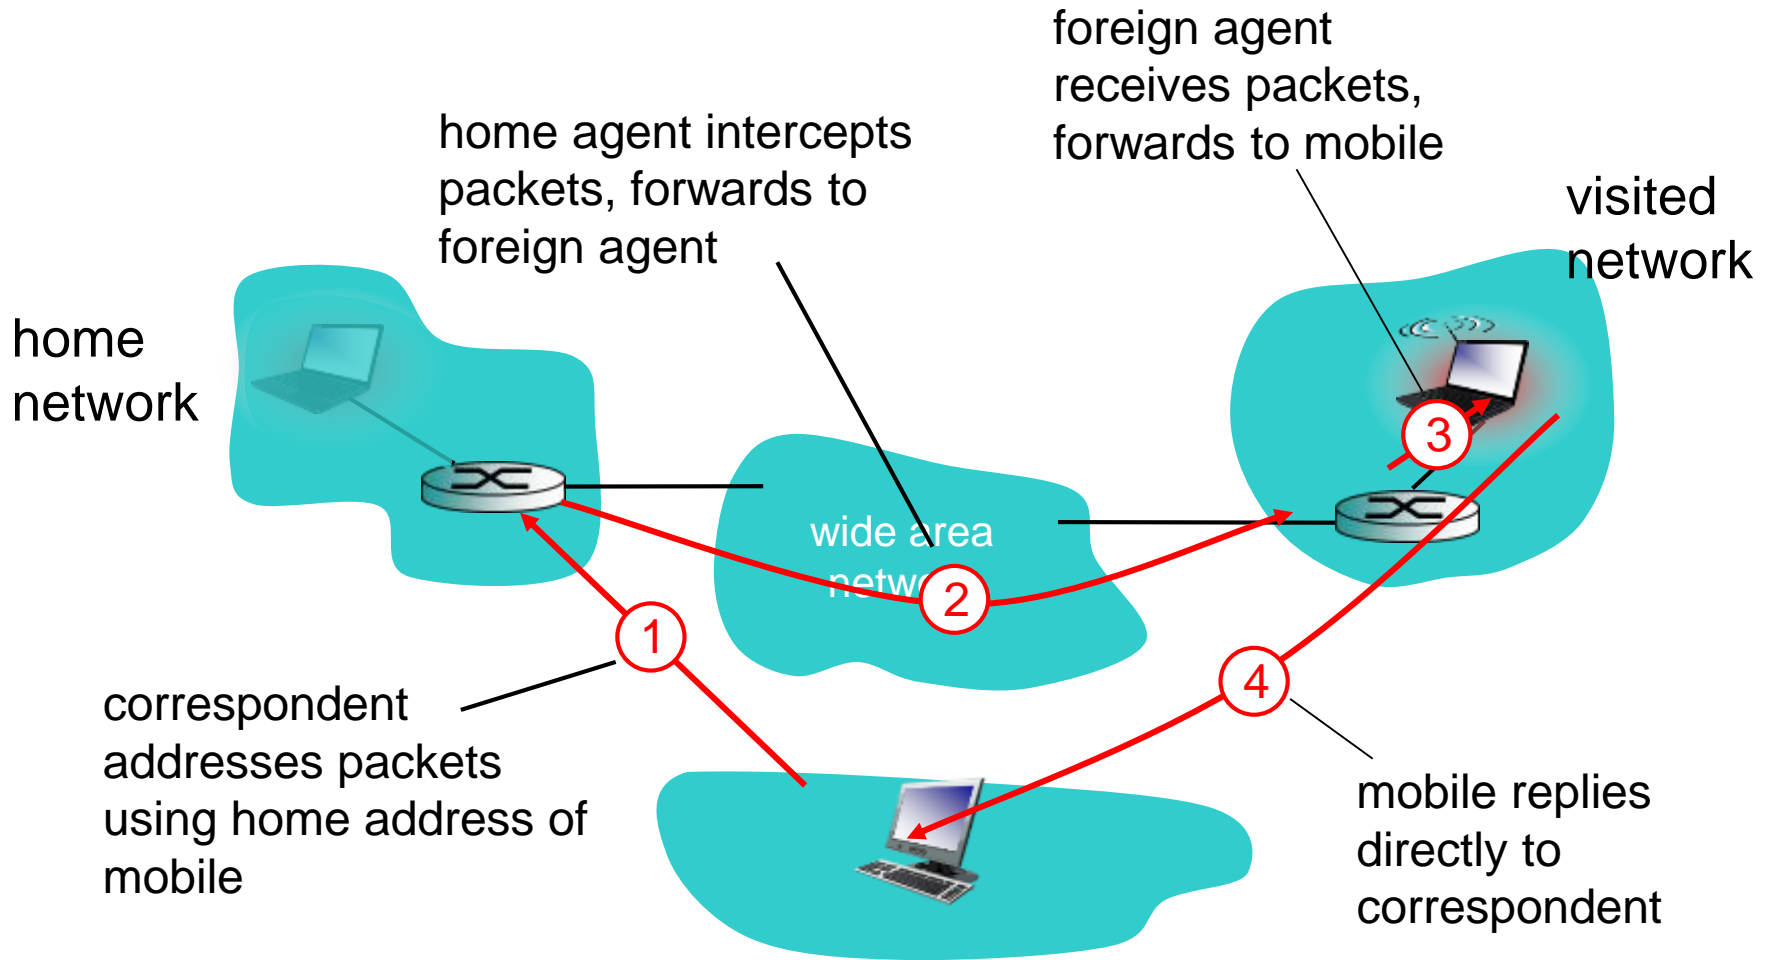 foreign agent
receives packets,
forwards to mobile
home agent intercepts
packets, forwards to
foreign agent
visited
network
home
network
3
wide area
2
1
4
correspondent
addresses packets
using home address of
mobile
mobile replies
directly to
correspondent